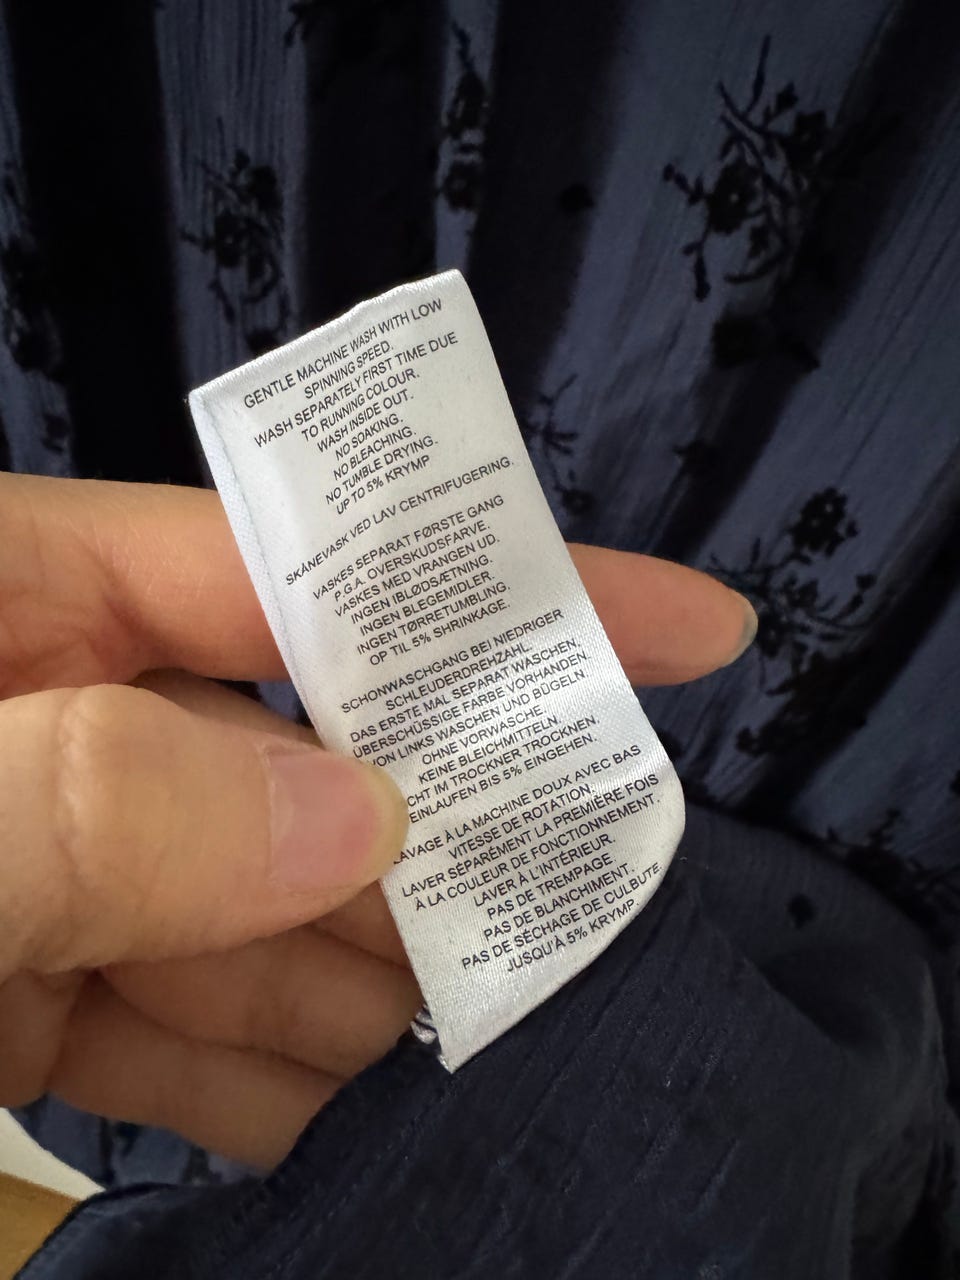 GENTLE MACHINE WASH WITH LOW
SPINNING SPEED.
WASH SEPARATELY FIRST TIME DUE
TO RUNNING COLOUR.
WASH INSIDE OUT.
NO SOAKING.
NO BLEACHING.
NO TUMBLE DRYING.
UP TO 5% KRYMP
SKÅNEVASK VED LAV CENTRIFUGERING.
VASKES SEPARAT FØRSTE GANG
P.G.A. OVERSKUDSFARVE.
VASKES MED VRANGEN UD.
INGEN IBLØDSÆTNING.
INGEN BLEGEMIDLER.
INGEN TØRRETUMBLING.
OP TIL 5% SHRINKAGE.
SCHONWASCHGANG BEI NIEDRIGER
SCHLEUDERDREHZAHL.
DAS ERSTE MAL SEPARAT WASCHEN,
ÜBERSCHÜSSIGE FARBE VORHANDEN.
VON LINKS WASCHEN UND BÜGELN.
OHNE VORWÄSCHE.
KEINE BLEICHMITTELN.
CHT IM TROCKNER TROCKNEN.
EINLAUFEN BIS 5% EINGEHEN.
LAVAGE À LA MACHINE DOUX AVEC BAS
VITESSE DE ROTATION.
LAVER SÉPARÉMENT LA PREMIÈRE FOIS
À LA COULEUR DE FONCTIONNEMENT.
LAVER À L'INTÉRIEUR.
PAS DE TREMPAGE.
PAS DE BLANCHIMENT.
PAS DE SÉCHAGE DE CULBUTE.
JUSQU'À 5% KRYMP.